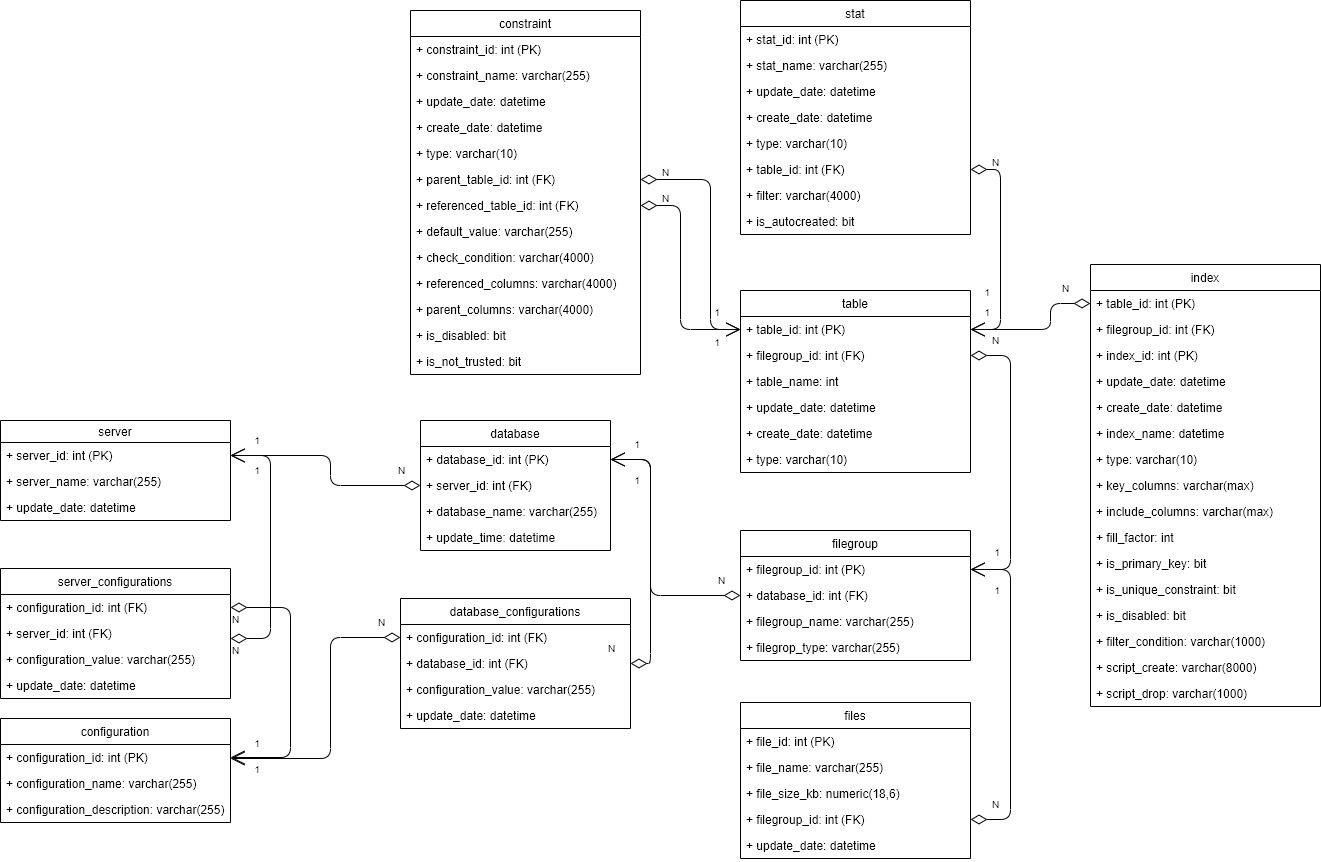 constraint
+ constraint_id: int (PK)
+ constraint_name: varchar(255)
+ update_date: datetime
+ create_date: datetime
+ type: varchar(10)
+ parent_table_id: int (FK)
+ referenced_table_id: int (FK)
+ default_value: varchar(255)
+ check_condition: varchar(4000)
+ referenced_columns: varchar(4000)
+ parent_columns: varchar(4000)
+ is_disabled: bit
+ is_not_trusted: bit
N
N
1
1
stat
+ stat_id: int (PK)
+ stat_name: varchar(255)
+ update_date: datetime
+ create_date: datetime
+ type: varchar(10)
+ table_id: int (FK)
+ filter: varchar(4000)
+ is_autocreated: bit
N
1
1
N
table
+ table_id: int (PK)
+ filegroup_id: int (FK)
+ table_name: int
+ update_date: datetime
+ create_date: datetime
+ type: varchar(10)
N
index
+ table_id: int (PK)
+ filegroup_id: int (FK)
+ index_id: int (PK)
+ update_date: datetime
+ create_date: datetime
+ index_name: datetime
+ type: varchar(10)
+ key_columns: varchar(max)
+ include_columns: varchar(max)
+ fill_factor: int
+ is_primary_key: bit
+ is_unique_constraint: bit
+ is_disabled: bit
+ filter_condition: varchar(1000)
+ script_create: varchar(8000)
+ script_drop: varchar(1000)
server
+ server_id: int (PK)
+ server_name: varchar(255)
+ update_date: datetime
1
1
N
database
+ database_id: int (PK)
+ server_id: int (FK)
+ database_name: varchar(255)
+ update_time: datetime
1
1
N
filegroup
+ filegroup_id: int (PK)
+ database_id: int (FK)
+ filegroup_name: varchar(255)
+ filegrop_type: varchar(255)
1
1
server_configurations
+ configuration_id: int (FK)
+ server_id: int (FK)
+ configuration_value: varchar(255)
+ update_date: datetime
N
N
N
database_configurations
+ configuration_id: int (FK)
+ database_id: int (FK)
+ configuration_value: varchar(255)
+ update_date: datetime
N
configuration
+ configuration_id: int (PK)
+ configuration_name: varchar(255)
+ configuration_description: varchar(255)
1
1
files
+ file_id: int (PK)
+ file_name: varchar(255)
+ file_size_kb: numeric(18,6)
+ filegroup_id: int (FK)
+ update_date: datetime
N